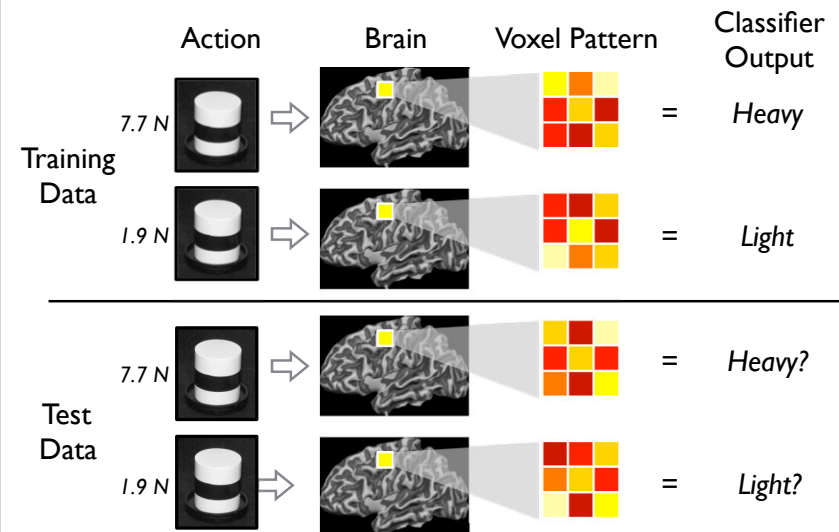 Action
Brain
Voxel Pattern
Classifier
Output
Training
Data
7.7 N
=
Heavy
1.9 N
=
Light
Test
Data
7.7 N
=
Heavy?
1.9 N
=
Light?